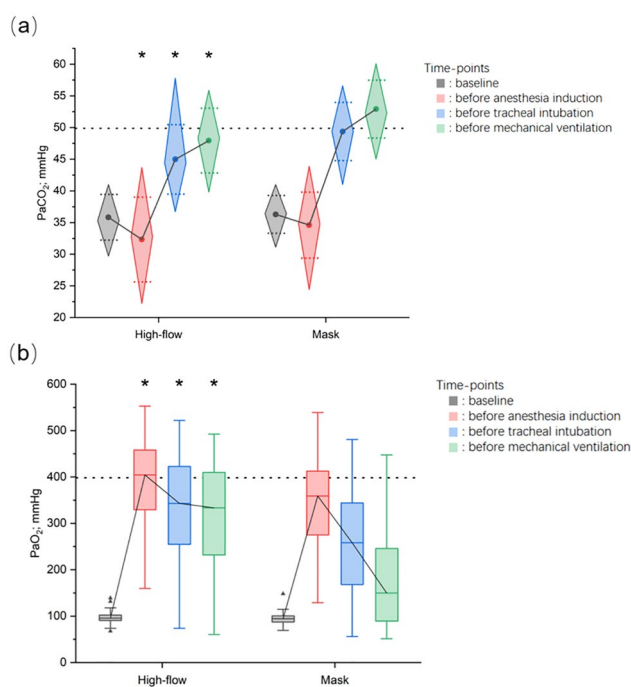 (a)
* * *
PaCO2; mmHg
60
55
50
45
40
35
30
25
20
High-flow Mask
Time-points
: baseline
: before anesthesia induction
: before tracheal intubation
: before mechanical ventilation
(b)
* * *
PaO2; mmHg
600
500
400
300
200
100
0
High-flow Mask
Time-points
: baseline
: before anesthesia induction
: before tracheal intubation
: before mechanical ventilation